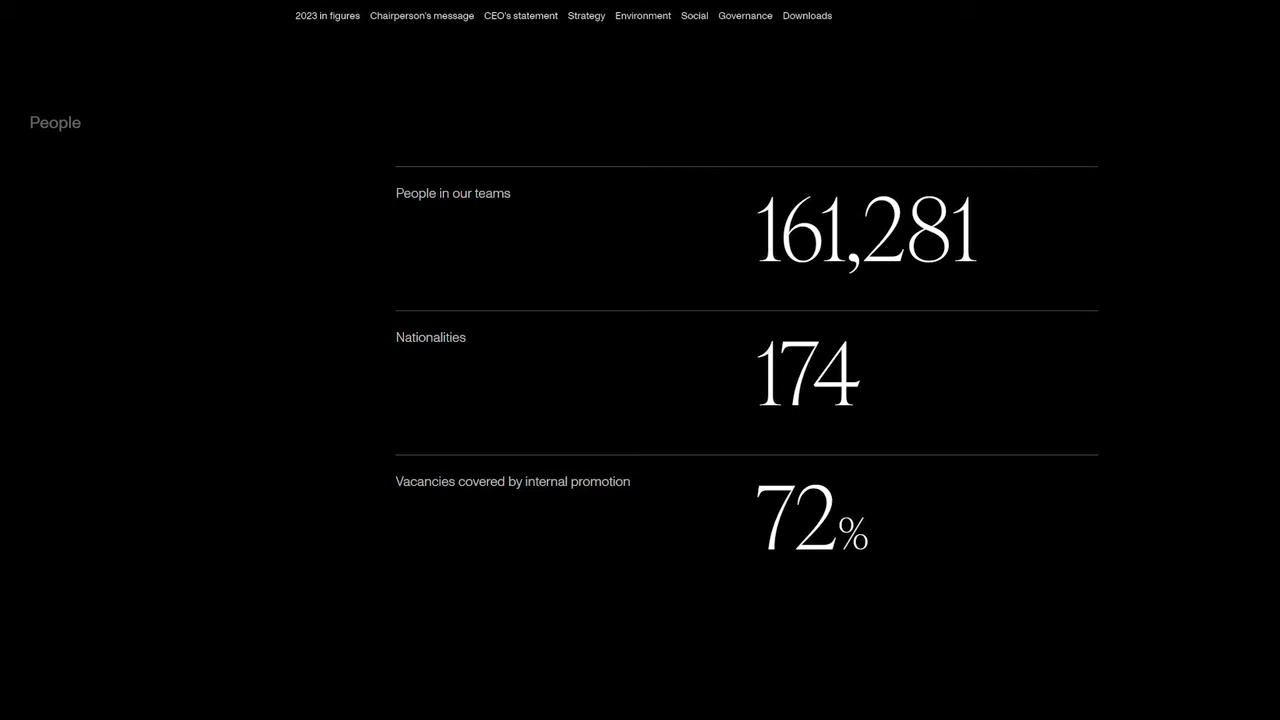 2023 in figures Chairperson's message CEO's statement Strategy Environment Social Governance Downloads
People
People in our teams
161,281
Nationalities
174
Vacancies covered by internal promotion
72%